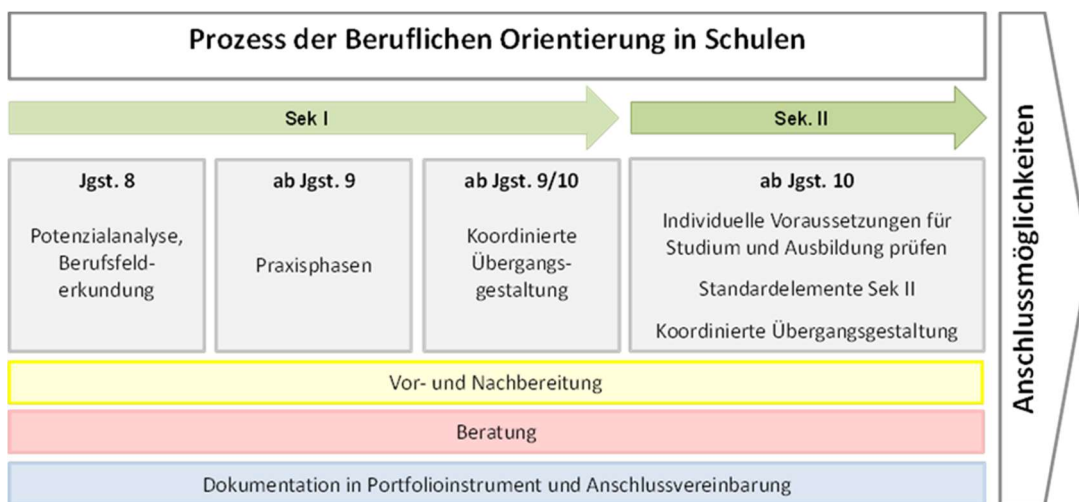 Prozess der Beruflichen Orientierung in Schulen
Sek I
Sek. II
Jgst. 8
Potenzialanalyse,
Berufsfeld-
erkundung
ab Jgst. 9
Praxisphasen
ab Jgst. 9/10
Koordinierte
Übergangs-
gestaltung
ab Jgst. 10
Individuelle Voraussetzungen für
Studium und Ausbildung prüfen
Standardelemente Sek II
Koordinierte Übergangsgestaltung
Vor- und Nachbereitung
Beratung
Dokumentation in Portfolioinstrument und Anschlussvereinbarung
Anschlussmöglichkeiten